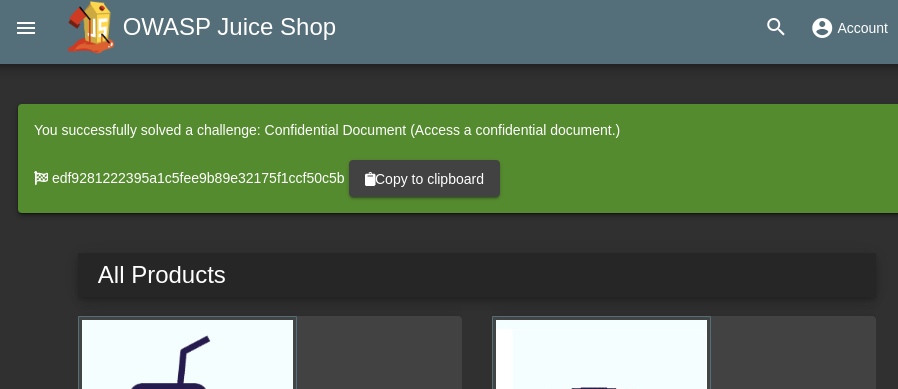 OWASP Juice Shop
Account
You successfully solved a challenge: Confidential Document (Access a confidential document.)
edf9281222395a1c5fee9b89e32175f1ccf50c5b Copy to clipboard
All Products